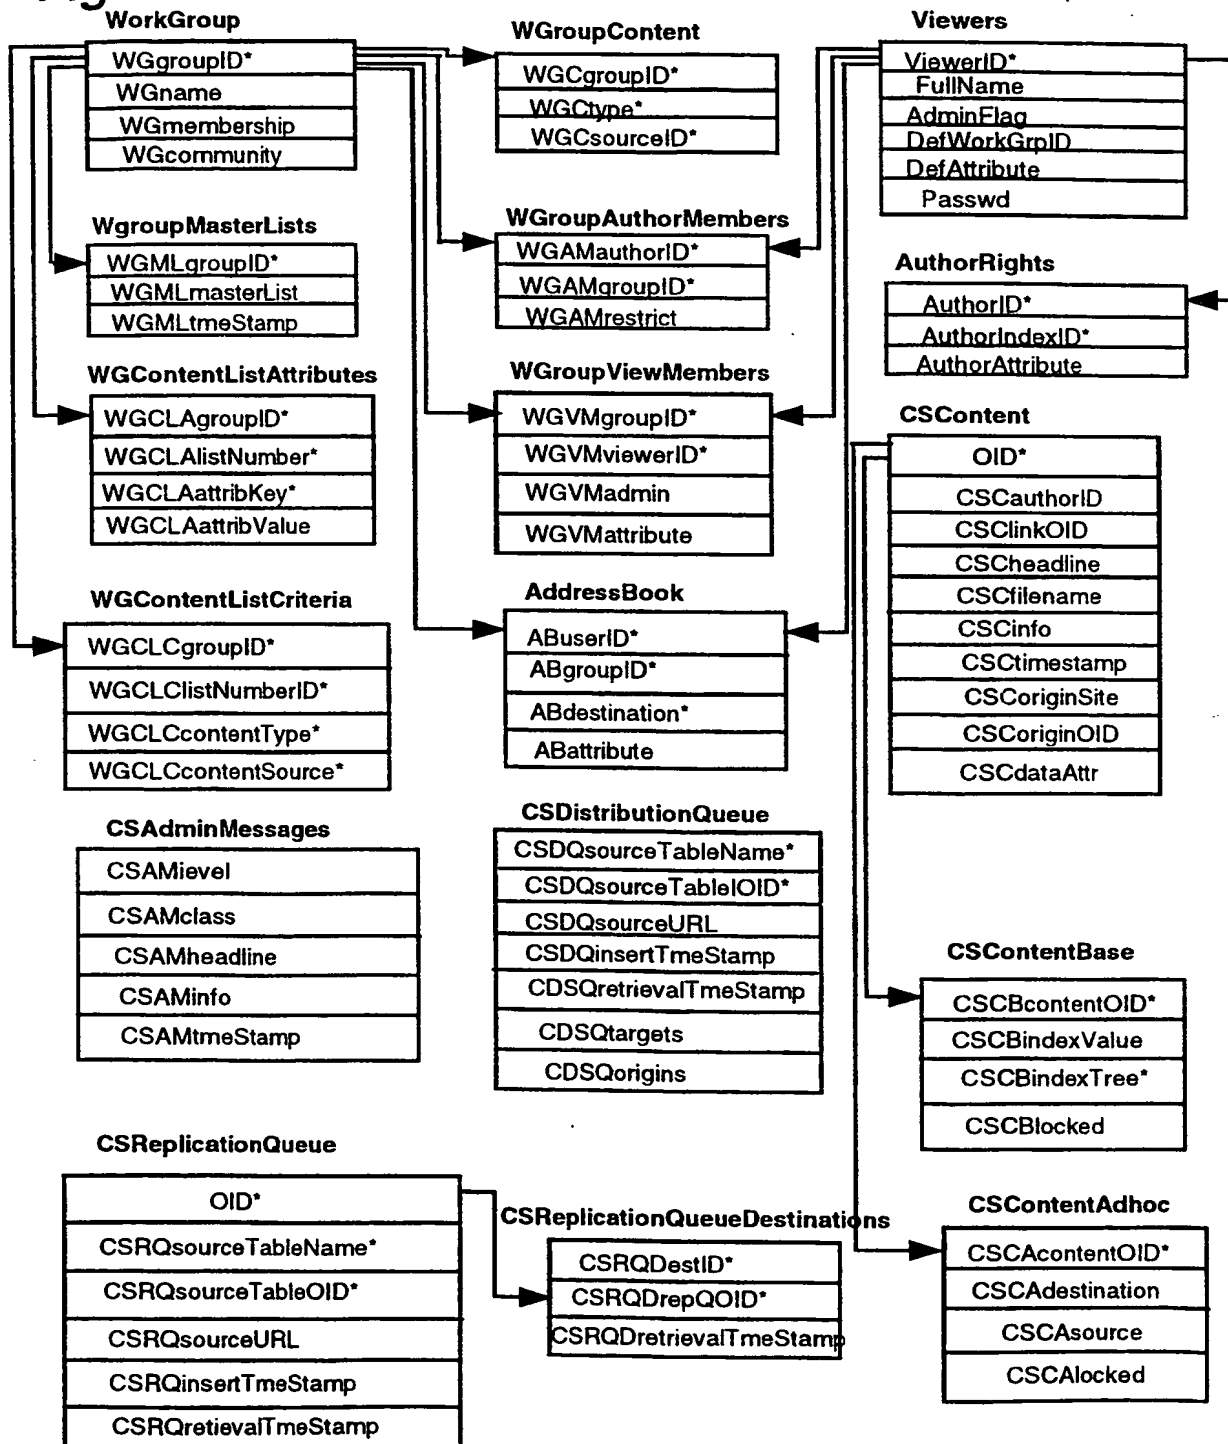 WorkGroup
WGgroupID*
WGname
WGmembership
WGcommunity
WGroupContent
WGCgroupID*
WGCtype*
WGCsourceID*
Viewers
ViewerID*
FullName
AdminFlag
DefWorkGrpID
DefAttribute
Passwd
WgroupMasterLists
WGMLgroupID*
WGMLmasterList
WGMLtmeStamp
WGroupAuthorMembers
WGAMauthorID*
WGAMgroupID*
WGAMrestrict
AuthorRights
AuthorID*
AuthorIndexID*
AuthorAttribute
WGContentListAttributes
WGCLAgroupID*
WGCLAlistNumber*
WGCLAattribKey*
WGCLAattribValue
WGroupViewMembers
WGVMgroupID*
WGVMviewerID*
WGVMadmin
WGVMattribute
CSContent
OID*
CSCauthorID
CSClinkOID
CSCheadline
CSCfilename
CSCinfo
CSCtimestamp
CSCoriginSite
CSCoriginOID
CSCdataAttr
WGContentListCriteria
WGCLCgroupID*
WGCLClistNumberID*
WGCLCcontentType*
WGCLCcontentSource*
AddressBook
ABuserID*
ABgroupID*
ABdestination*
ABattribute
CSAdminMessages
CSAMievel
CSAMclass
CSAMheadline
CSAMinfo
CSAMtmeStamp
CSDistributionQueue
CSDQsourceTableName*
CSDQsourceTableIOID*
CSDQsourceURL
CSDQinsertTmeStamp
CDSQretrievalTmeStamp
CDSQtargets
CDSQorigins
CSContentBase
CSCBcontentOID*
CSCBindexValue
CSCBindexTree*
CSCBlocked
CSReplicationQueue
OID*
CSRQsourceTableName*
CSRQsourceTableOID*
CSRQsourceURL
CSRQinsertTmeStamp
CSRQretievalTmeStamp
CSReplicationQueueDestinations
CSRQDestID*
CSRQDrepQOID*
CSRQDretrievalTmeStamp
CSContentAdhoc
CSCAcontentOID*
CSCAdestination
CSCAsource
CSCAlocked